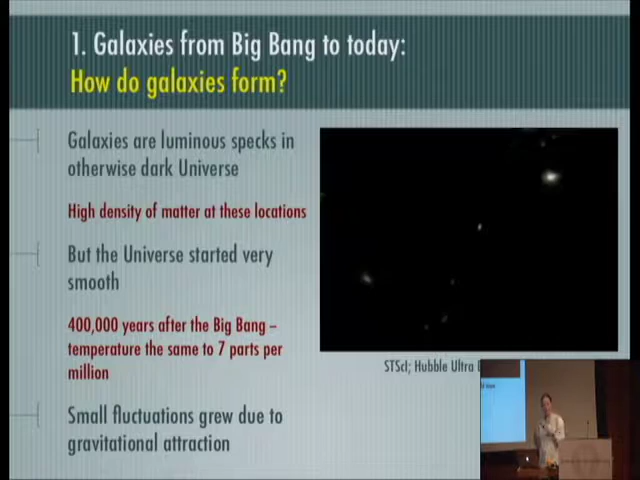 1. Galaxies from Big Bang to today:
How do galaxies form?
Galaxies are luminous specks in
otherwise dark Universe
High density of matter at these locations
But the Universe started very
smooth
400,000 years after the Big Bang –
temperature the same to 7 parts per
million
Small fluctuations grew due to
gravitational attraction
STScI; Hubble Ultra